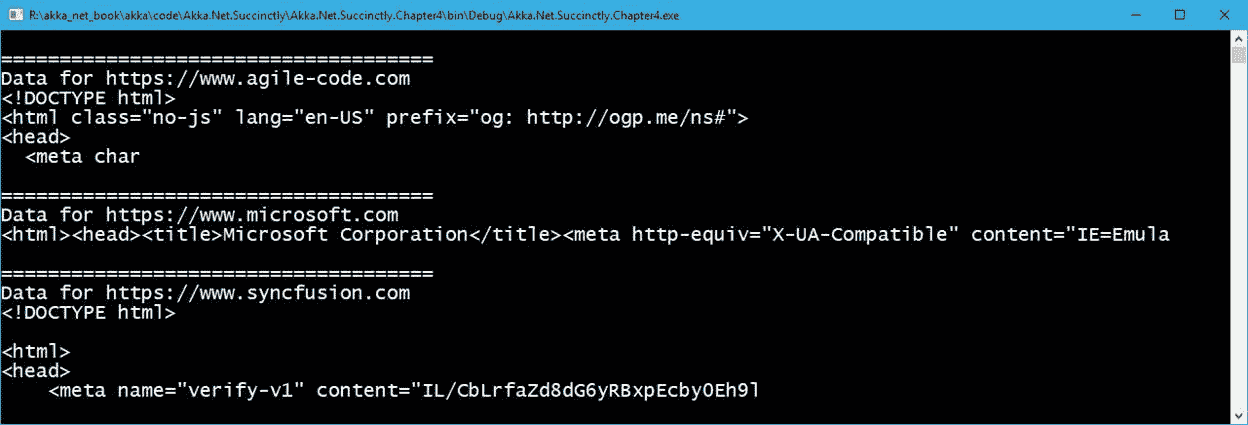 R:\akka_net_book\akka\code\Akka.Net.Succinctly\Akka.Net.Succinctly.Chapter4\bin\Debug\Akka.Net.Succinctly.Chapter4.exe
=====================================
Data for https://www.agile-code.com
<!DOCTYPE html>
<html class="no-js" lang="en-US" prefix="og: http://ogp.me/ns#">
<head>
  <meta char
=====================================
Data for https://www.microsoft.com
<html><head><title>Microsoft Corporation</title><meta http-equiv="X-UA-Compatible" content="IE=Emula
=====================================
Data for https://www.syncfusion.com
<!DOCTYPE html>
<html>
<head>
    <meta name="verify-v1" content="IL/CbLrfaZd8dG6yRBxpEcby0Eh9l